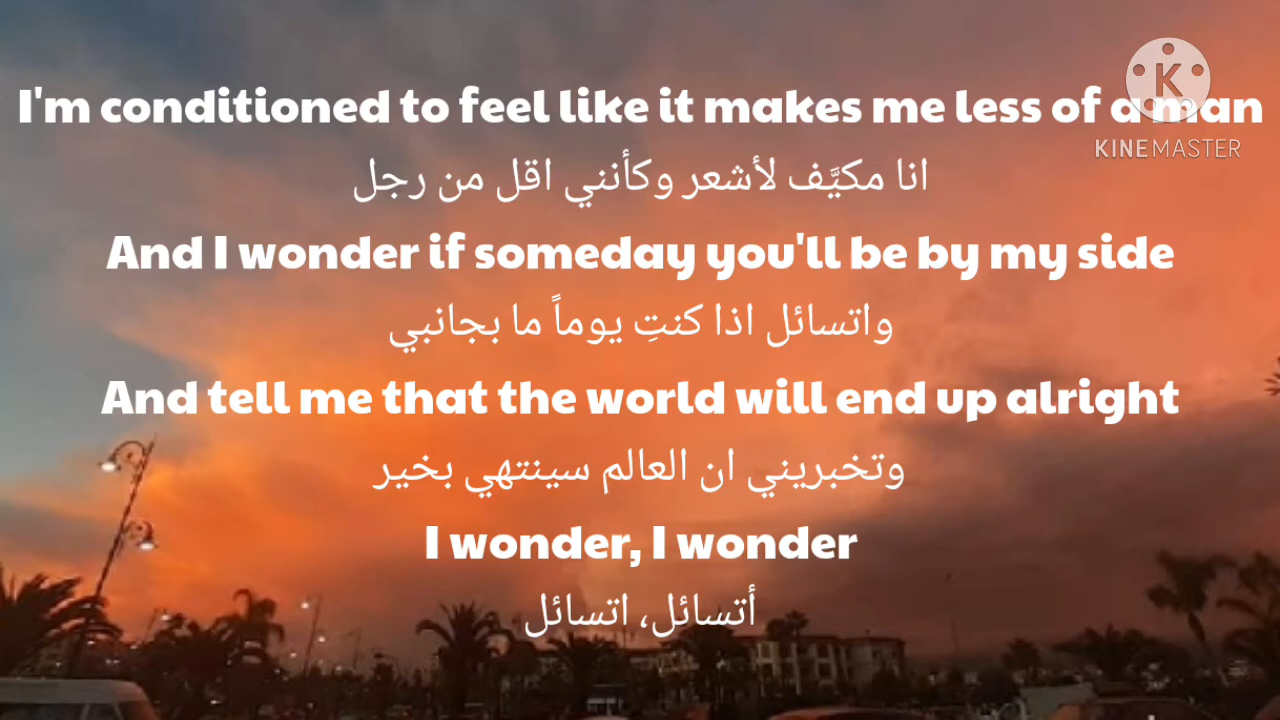 I'm conditioned to feel like it makes me less of a man
انا مكيَّف لأشعر وكأنني اقل من رجل
And I wonder if someday you'll be by my side
واتسائل اذا كنتِ يوماً ما بجانبي
And tell me that the world will end up alright
وتخبريني ان العالم سينتهي بخير
I wonder, I wonder
أتسائل، اتسائل
K
KINEMASTER